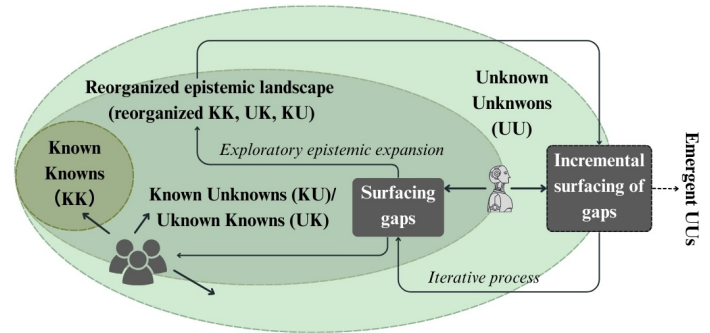 Reorganized epistemic landscape
(reorganized KK, UK, KU)
Unknown
Unknwons
(UU)
Exploratory epistemic expansion
Known
Knowns
(KK)
Known Unknowns (KU)/
Uknown Knowns (UK)
Surfacing
gaps
Incremental
surfacing of
gaps
Emergent UUs
Iterative process